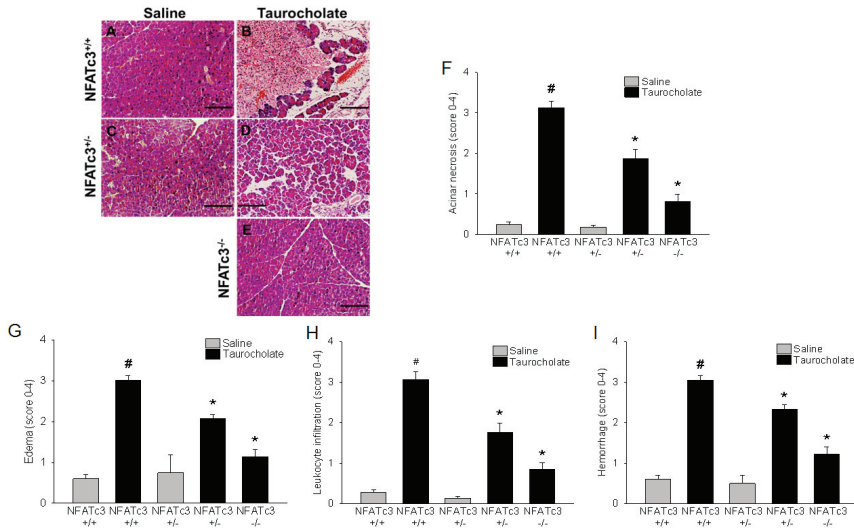 Saline Taurocholate
NFATc3+/+
A
B
NFATc3+/-
C
D
NFATc3-/-
E
F
Saline
Taurocholate
Acinar necrosis (score 0-4)
4
3
2
1
0
#
*
*
NFATc3 NFATc3 NFATc3 NFATc3 NFATc3
+/+ +/+ +/- +/- -/-
G
Saline
Taurocholate
Edema (score 0-4)
4
3
2
1
0
#
*
*
NFATc3 NFATc3 NFATc3 NFATc3 NFATc3
+/+ +/+ +/- +/- -/-
H
Saline
Taurocholate
Leukocyte infiltration (score 0-4)
4
3
2
1
0
#
*
*
NFATc3 NFATc3 NFATc3 NFATc3 NFATc3
+/+ +/+ +/- +/- -/-
I
Saline
Taurocholate
Hemorrhage (score 0-4)
4
3
2
1
0
#
*
*
NFATc3 NFATc3 NFATc3 NFATc3 NFATc3
+/+ +/+ +/- +/- -/-